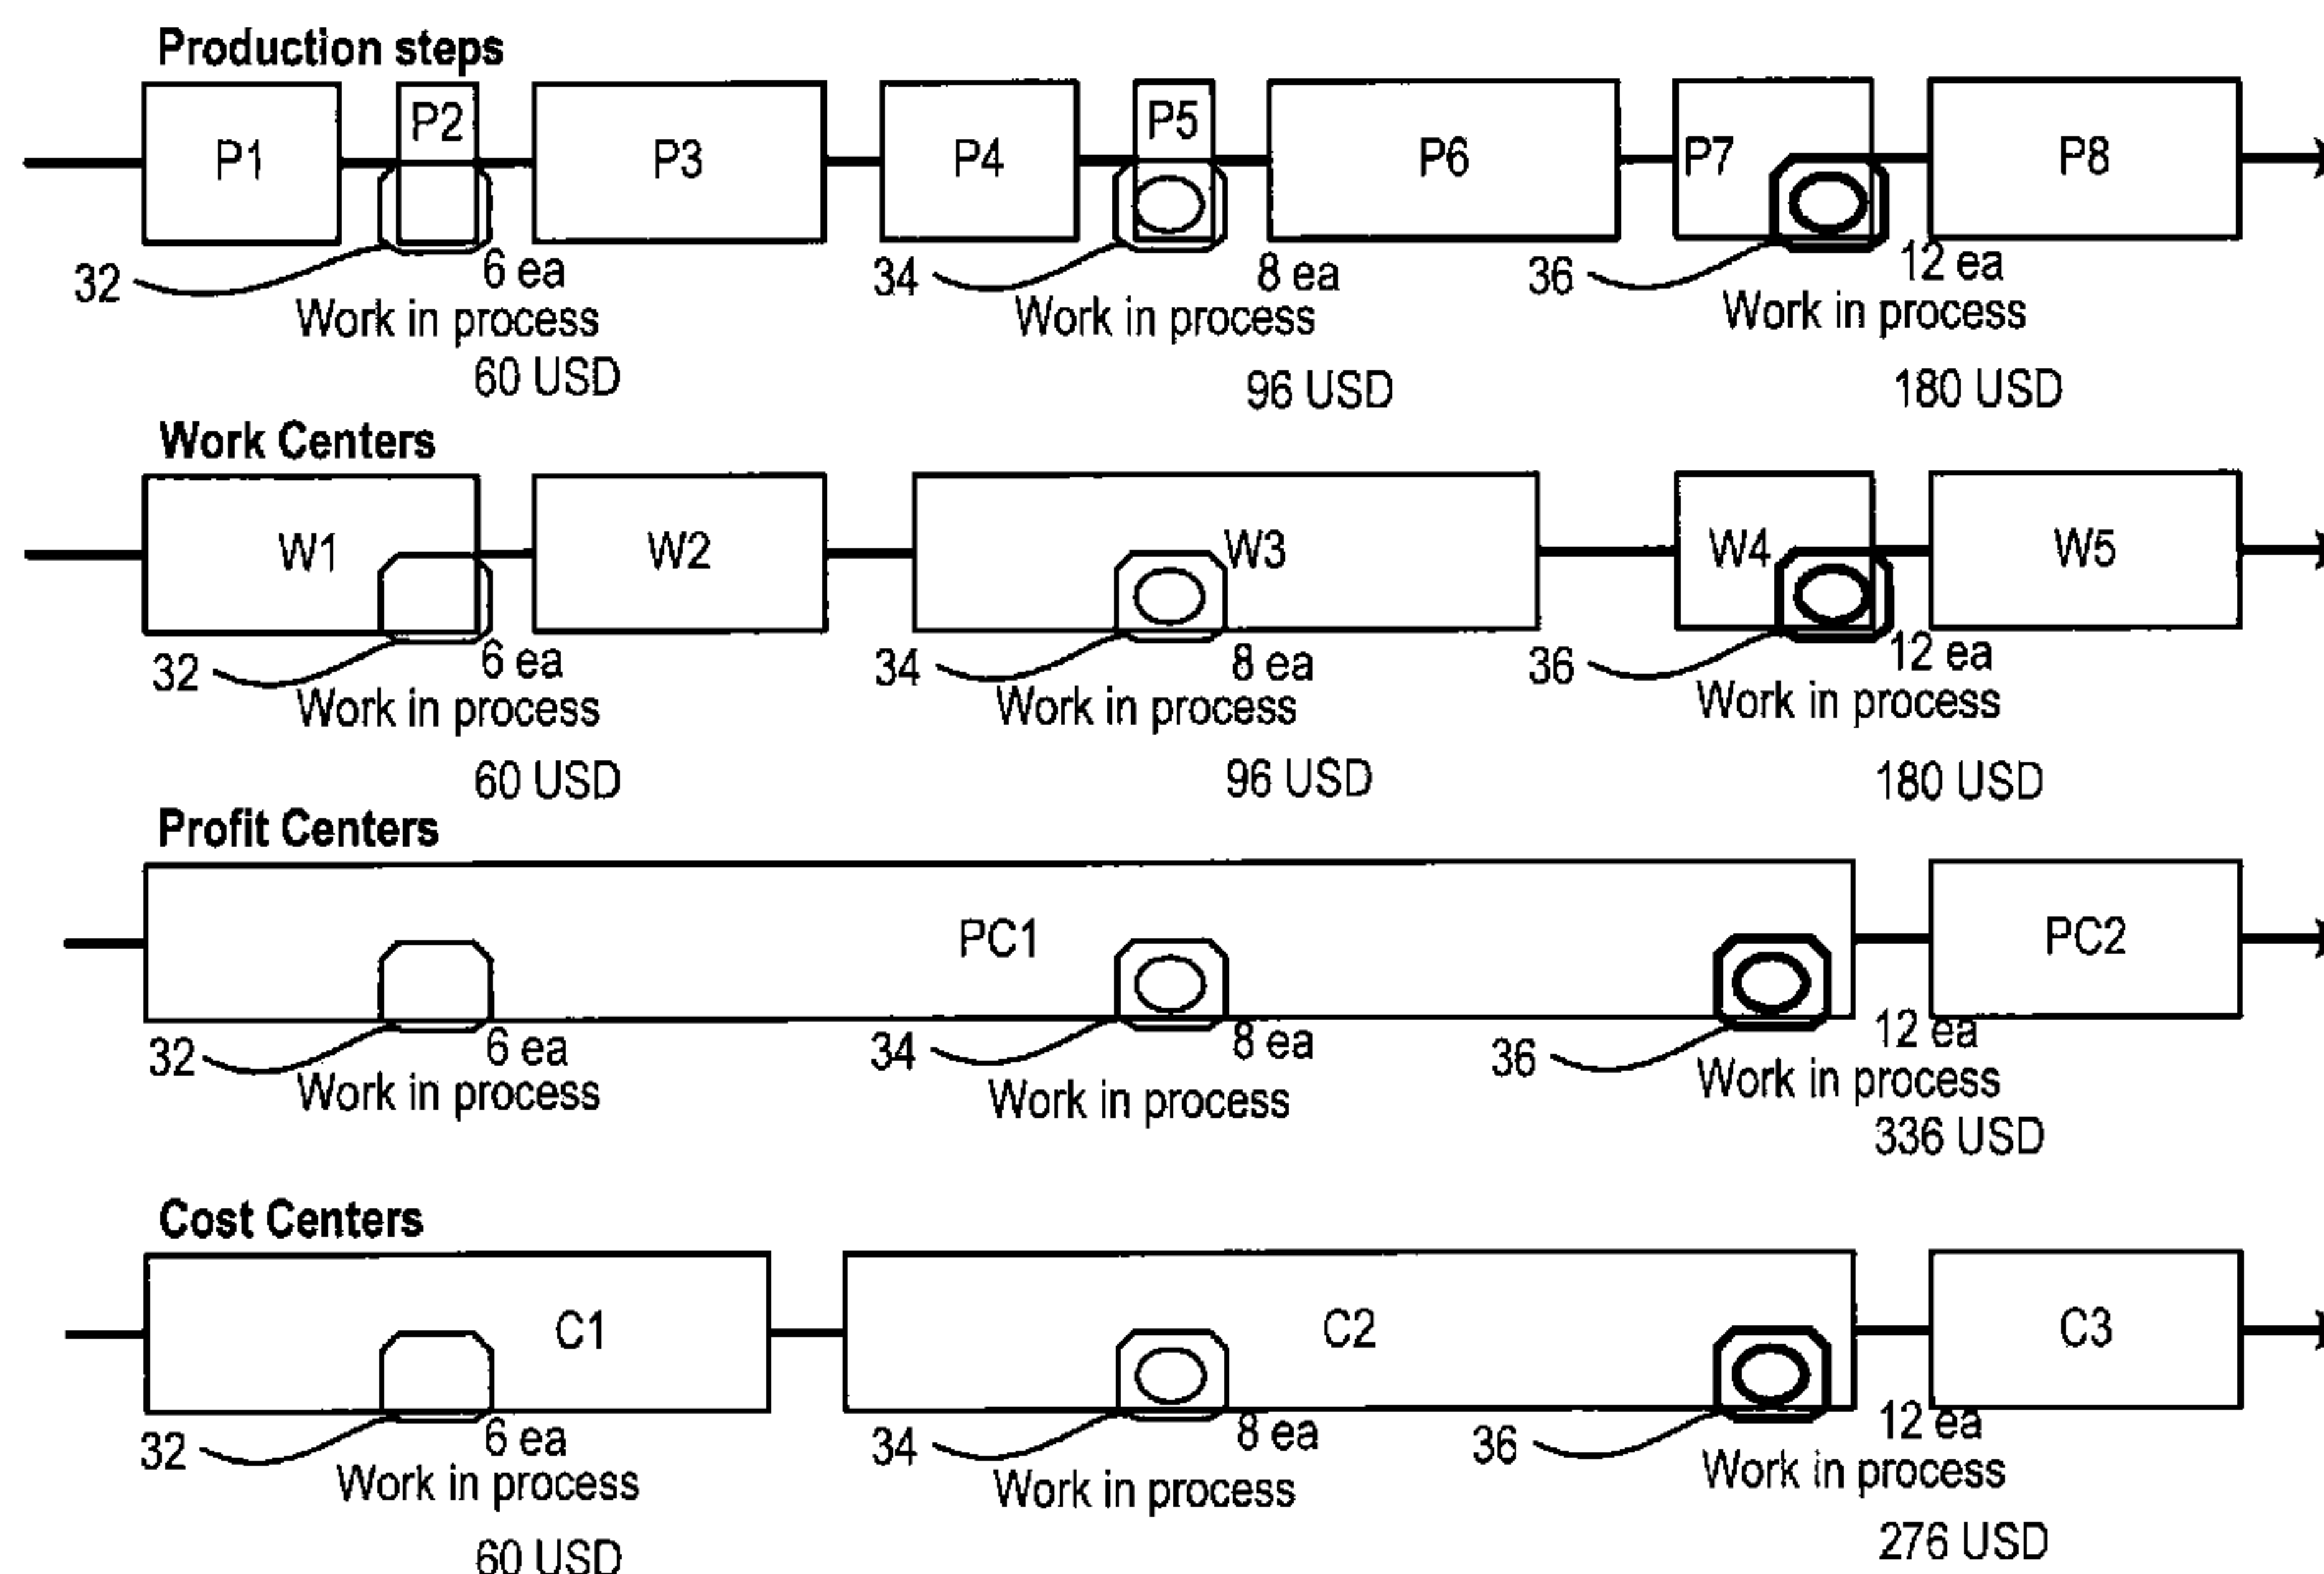 Production steps
P1 P2 P3 P4 P5 P6 P7 P8
32 6 ea 34 8 ea 36 12 ea
Work in process Work in process Work in process
60 USD 96 USD 180 USD
Work Centers
W1 W2 W3 W4 W5
32 6 ea 34 8 ea 36 12 ea
Work in process Work in process Work in process
60 USD 96 USD 180 USD
Profit Centers
PC1 PC2
32 6 ea 34 8 ea 36 12 ea
Work in process Work in process Work in process
336 USD
Cost Centers
C1 C2 C3
32 6 ea 34 8 ea 36 12 ea
Work in process Work in process Work in process
60 USD 276 USD